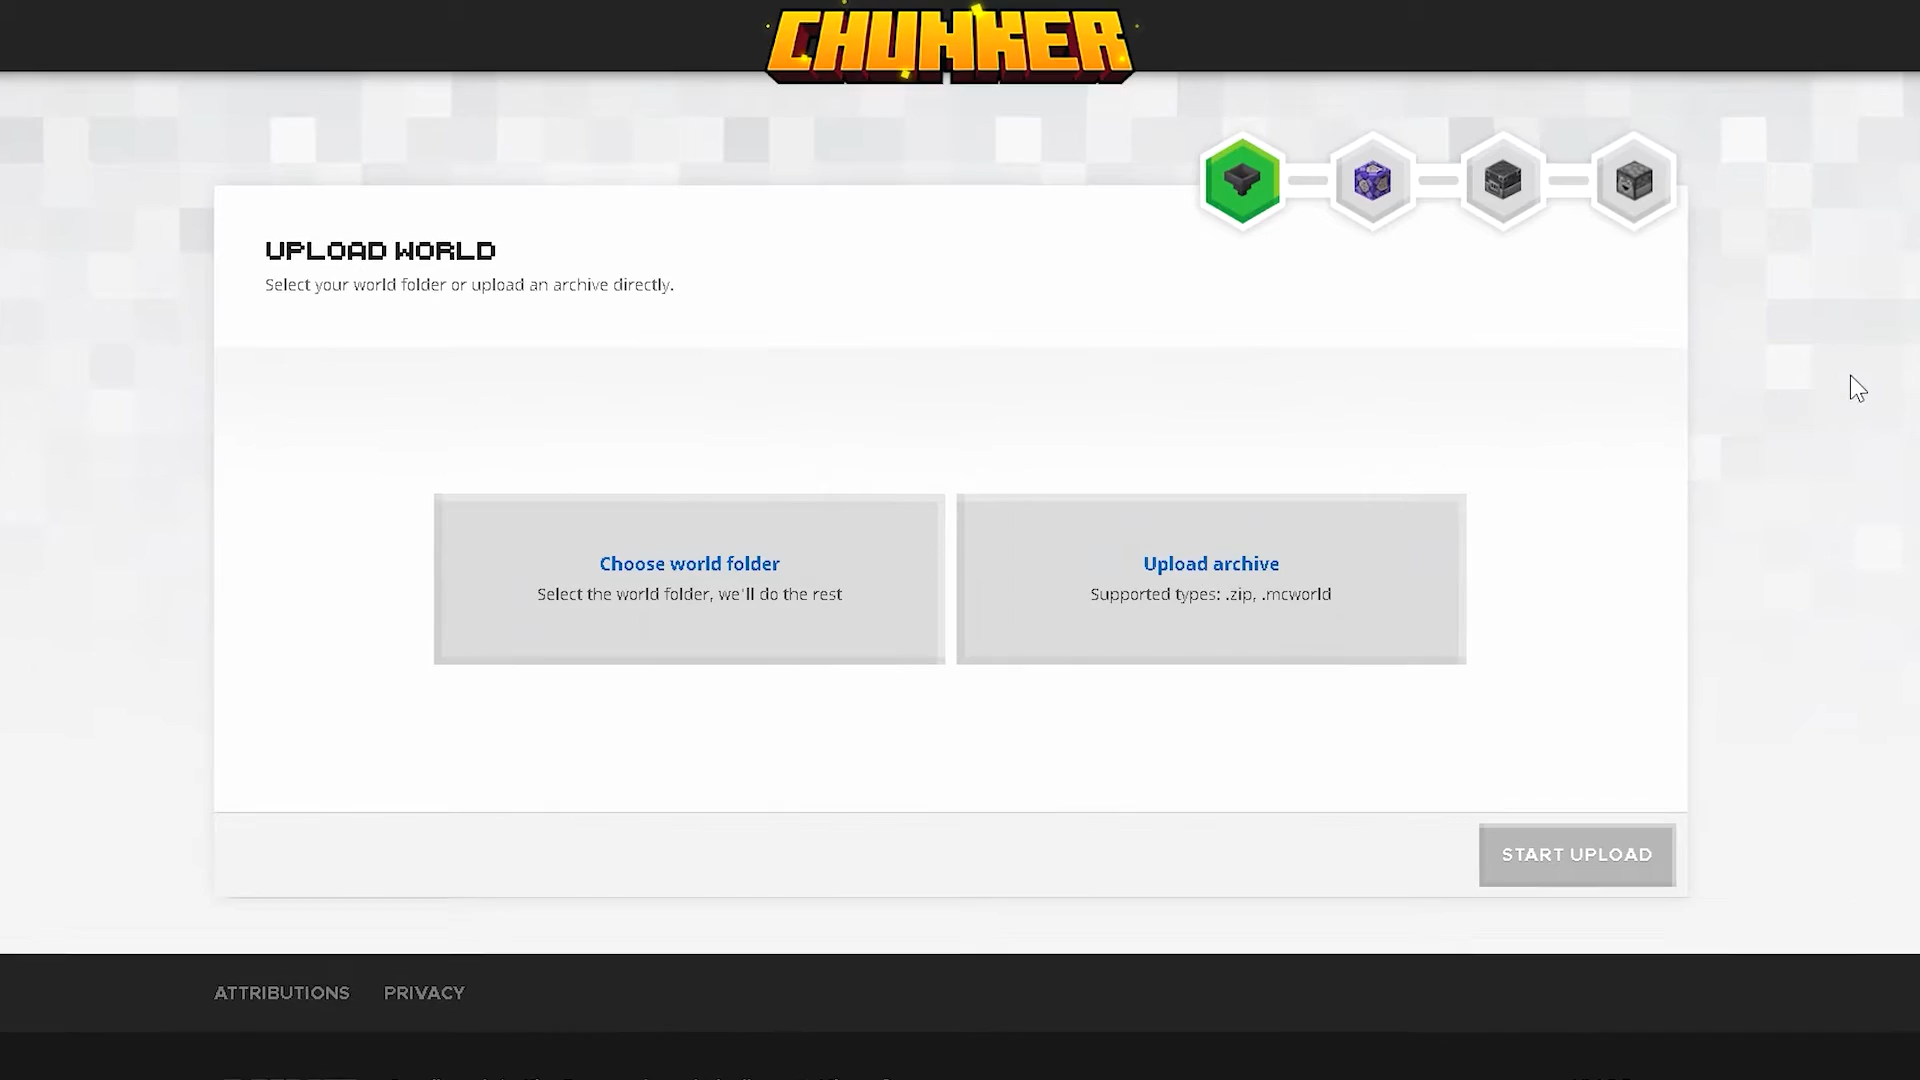 CHUNKER
UPLOAD WORLD
Select your world folder or upload an archive directly.
Choose world folder
Select the world folder, we'll do the rest
Upload archive
Supported types: .zip, .mcworld
START UPLOAD
ATTRIBUTIONS PRIVACY